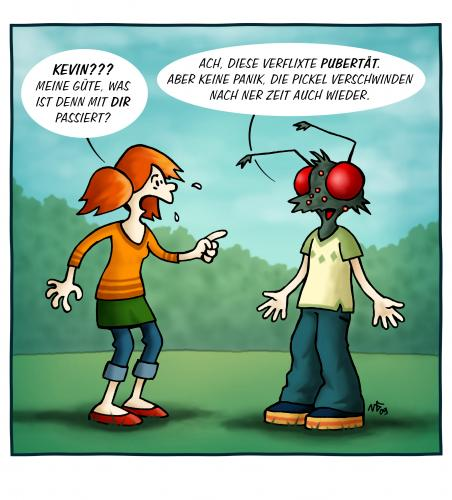 KEVIN???
MEINE GÜTE, WAS
IST DENN MIT DIR
PASSIERT?
ACH, DIESE VERFLIXTE PUBERTÄT.
ABER KEINE PANIK, DIE PICKEL VERSCHWINDEN
NACH NER ZEIT AUCH WIEDER.